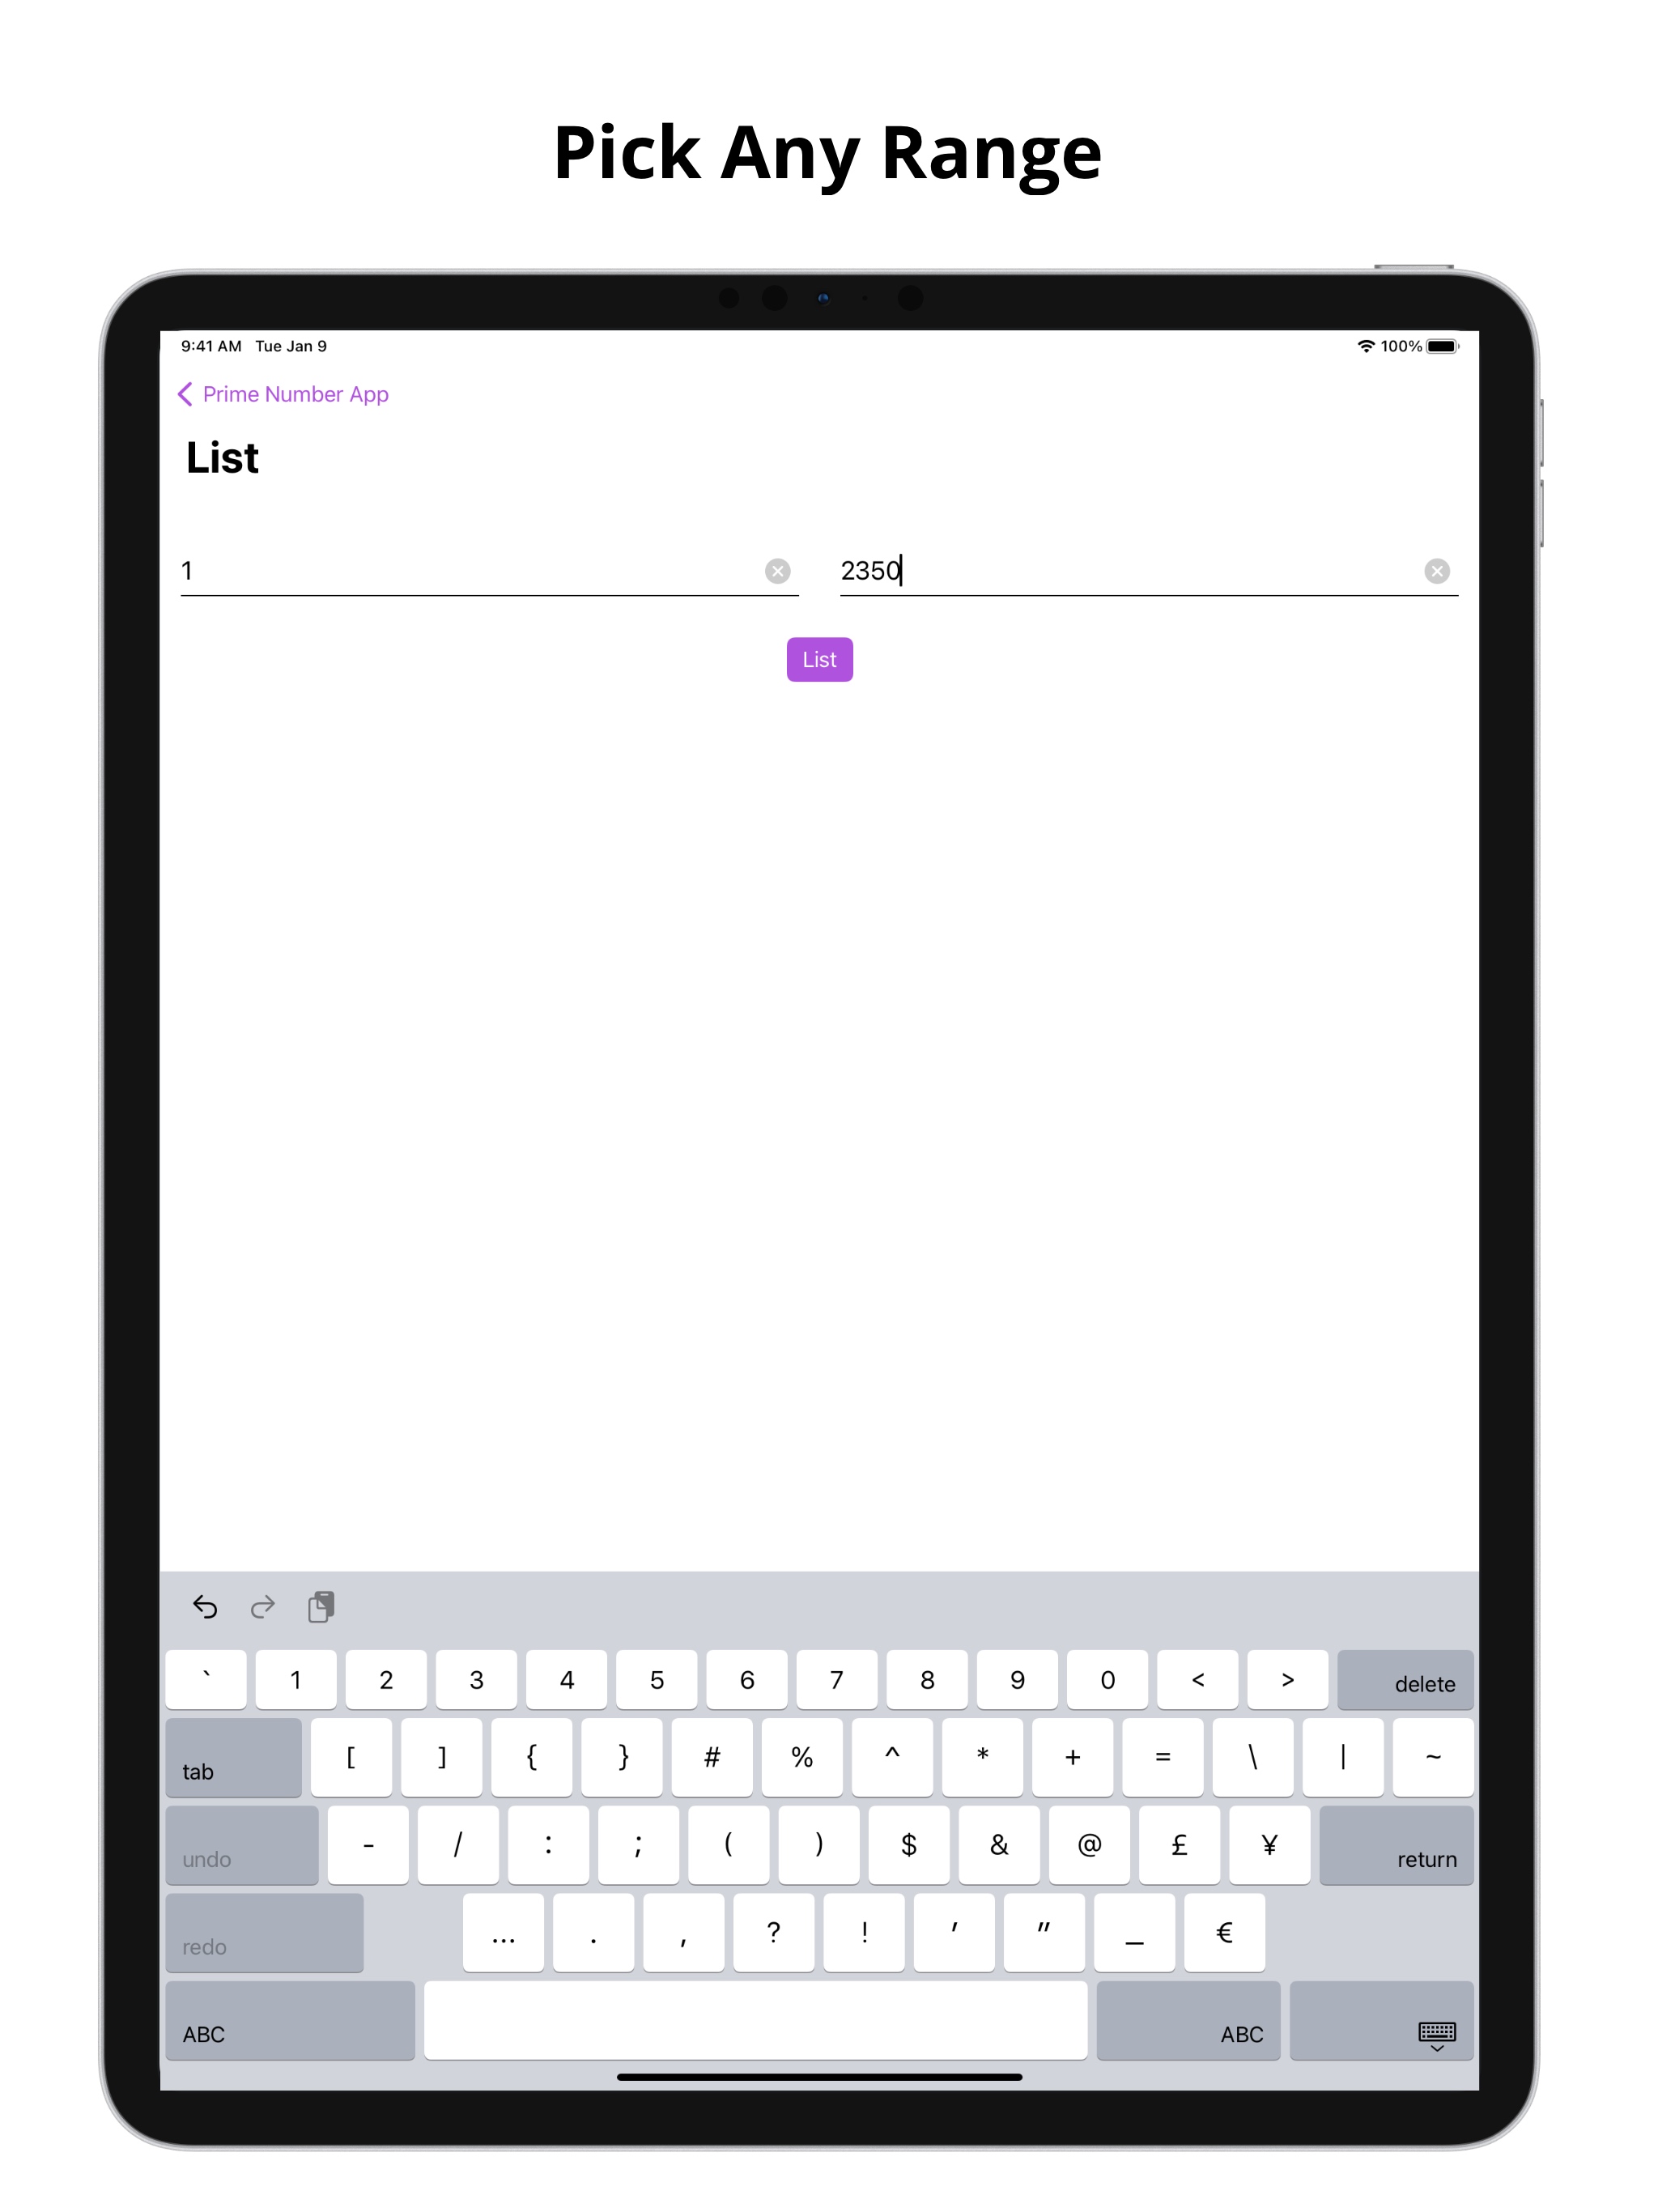 Pick Any Range
9:41 AM Tue Jan 9 100%
Prime Number App
List
1 2350
List
` 1 2 3 4 5 6 7 8 9 0 < > delete
tab [ ] { } # % ^ * + = \ | ~
undo - / : ; ( ) $ & @ £ ¥ return
redo ... . , ? ! ' " _ €
ABC ABC